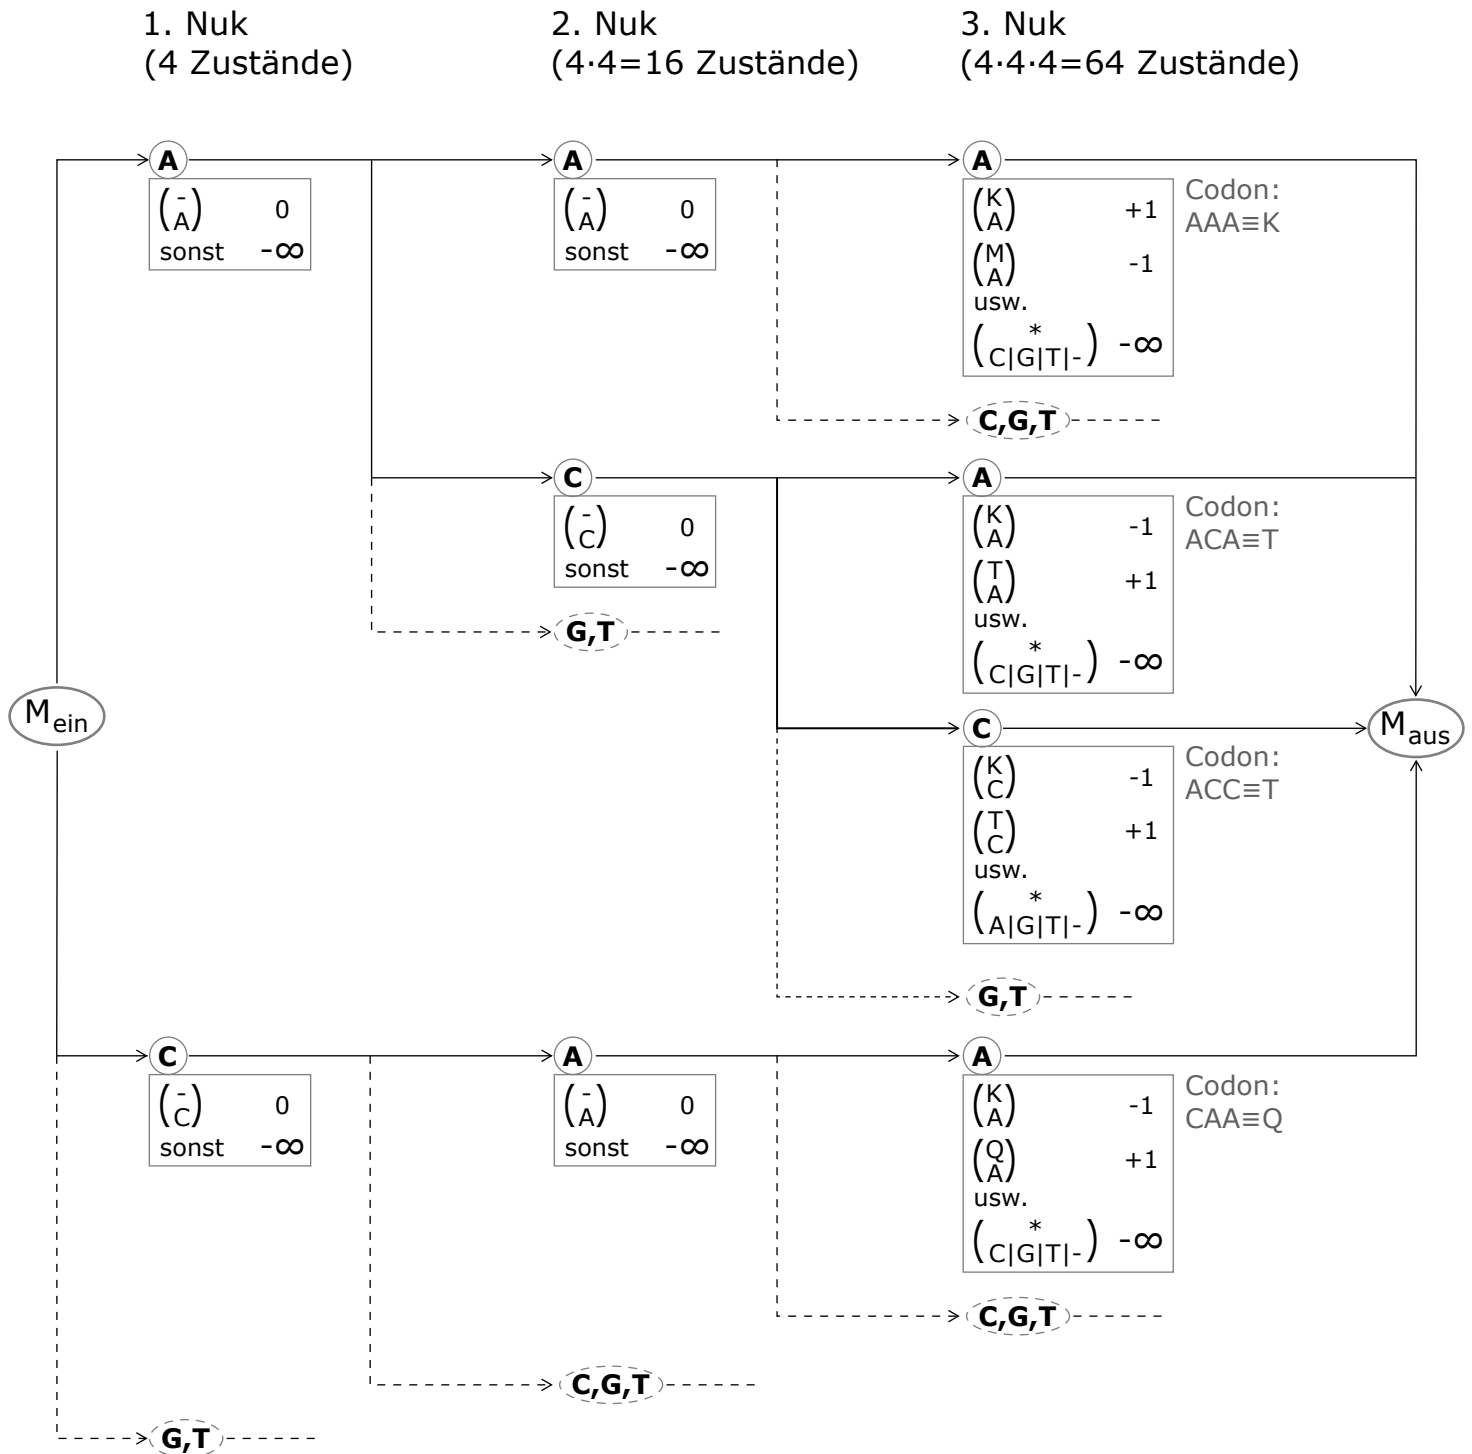 1. Nuk
(4 Zustände)
2. Nuk
(4·4=16 Zustände)
3. Nuk
(4·4·4=64 Zustände)
A
(-
A) 0
sonst -∞
A
(-
A) 0
sonst -∞
A
(K
A) +1
(M
A) -1
usw.
(*
C|G|T|-) -∞
Codon:
AAA≡K
C,G,T
C
(-
C) 0
sonst -∞
G,T
A
(K
A) -1
(T
A) +1
usw.
(*
C|G|T|-) -∞
Codon:
ACA≡T
Mein
C
(K
C) -1
(T
C) +1
usw.
(*
A|G|T|-) -∞
Codon:
ACC≡T
Maus
G,T
C
(-
C) 0
sonst -∞
A
(-
A) 0
sonst -∞
A
(K
A) -1
(Q
A) +1
usw.
(*
C|G|T|-) -∞
Codon:
CAA≡Q
C,G,T
C,G,T
G,T